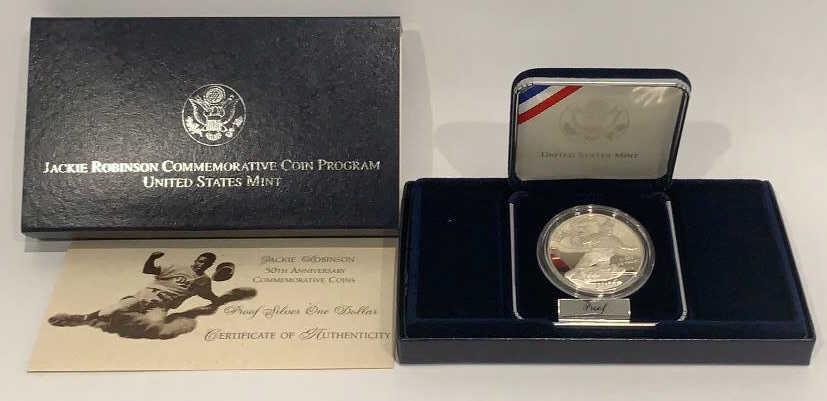 JACKIE ROBINSON COMMEMORATIVE COIN PROGRAM
UNITED STATES MINT
JACKIE ROBINSON
50TH ANNIVERSARY
COMMEMORATIVE COINS
Proof Silver One Dollar
CERTIFICATE OF AUTHENTICITY
UNITED STATES MINT
Proof